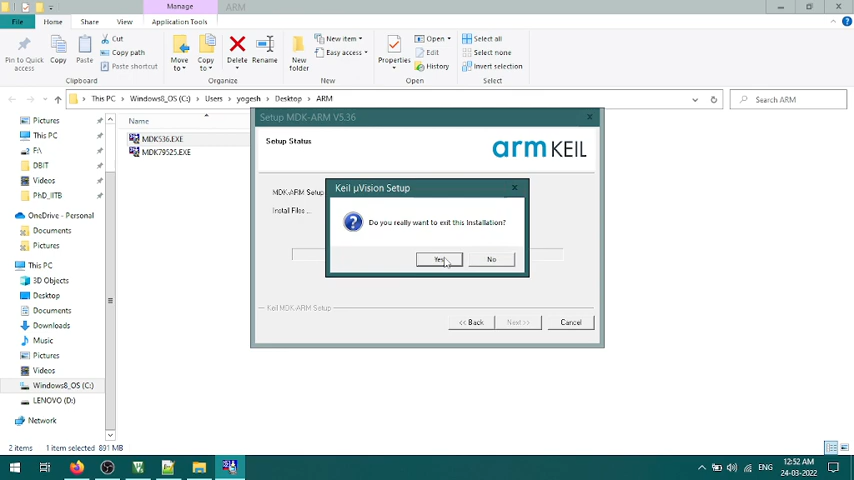 Manage
ARM
File
Home
Share
View
Application Tools
Pin to Quick access
Copy
Paste
Cut
Copy path
Paste shortcut
Clipboard
Move to
Copy to
Delete
Rename
Organize
New folder
New item
Easy access
New
Properties
Open
Edit
History
Open
Select all
Select none
Invert selection
Select
This PC > Windows8_OS (C:) > Users > yogesh > Desktop > ARM
Search ARM
Pictures
This PC
F:\
DBIT
Videos
PhD_IITB
OneDrive - Personal
Documents
Pictures
This PC
3D Objects
Desktop
Documents
Downloads
Music
Pictures
Videos
Windows8_OS (C:)
LENOVO (D:)
Network
Name
MDK536.EXE
MDK79525.EXE
Setup MDK-ARM V5.36
Setup Status
arm KEIL
MDK-ARM Setup
Install Files ...
Keil µVision Setup
Do you really want to exit this Installation?
Yes
No
Keil MDK-ARM Setup
<< Back
Next >>
Cancel
2 items
1 item selected 891 MB
ENG
12:52 AM
24-03-2022